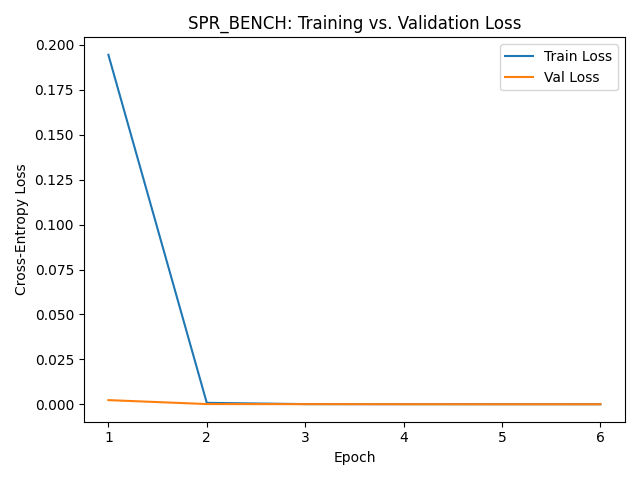 SPR_BENCH: Training vs. Validation Loss
Train Loss
Val Loss
Cross-Entropy Loss
0.200
0.175
0.150
0.125
0.100
0.075
0.050
0.025
0.000
1 2 3 4 5 6
Epoch